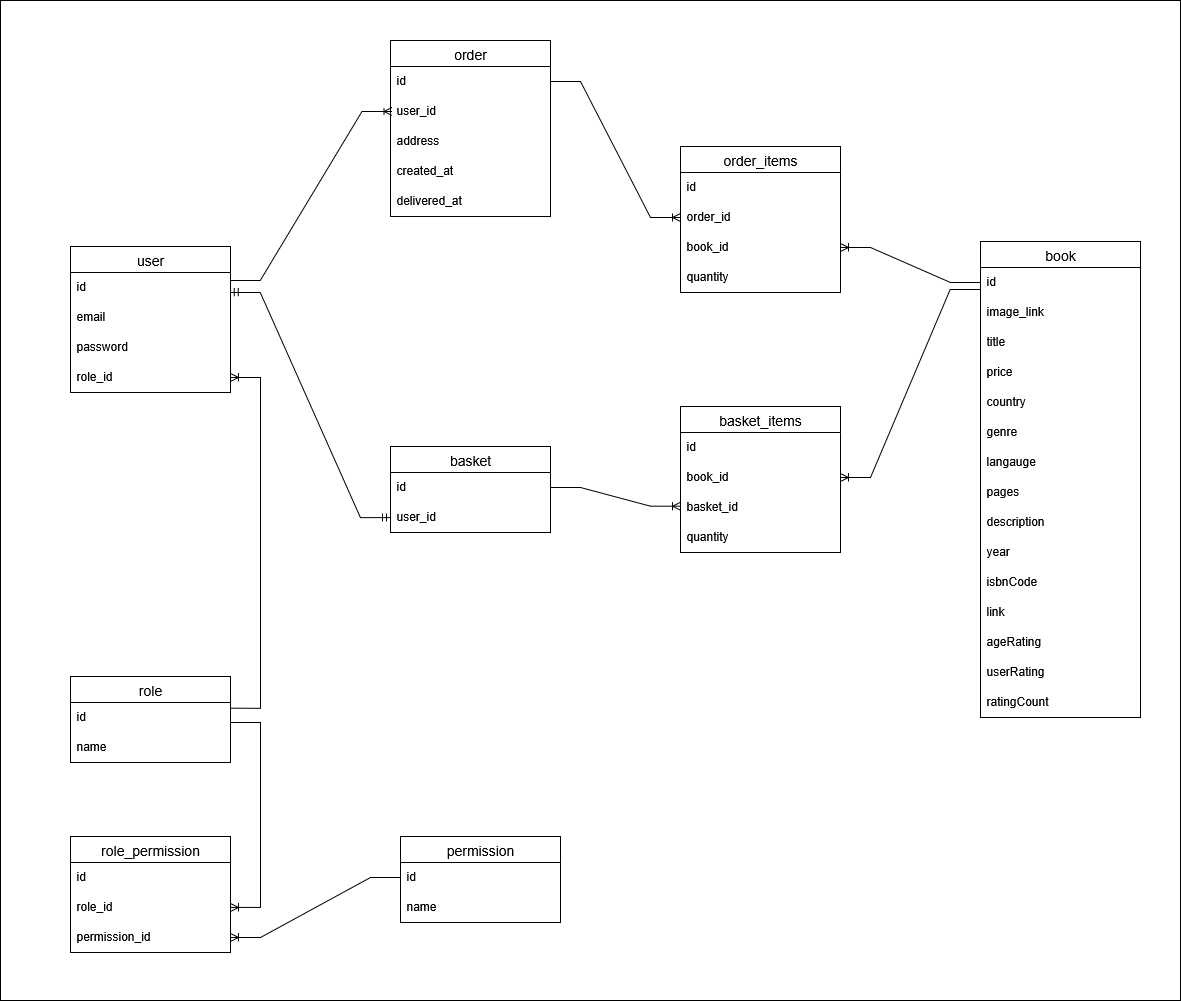 order
id
user_id
address
created_at
delivered_at
order_items
id
order_id
book_id
quantity
user
id
email
password
role_id
book
id
image_link
title
price
country
genre
langauge
pages
description
year
isbnCode
link
ageRating
userRating
ratingCount
basket
id
user_id
basket_items
id
book_id
basket_id
quantity
role
id
name
role_permission
id
role_id
permission_id
permission
id
name